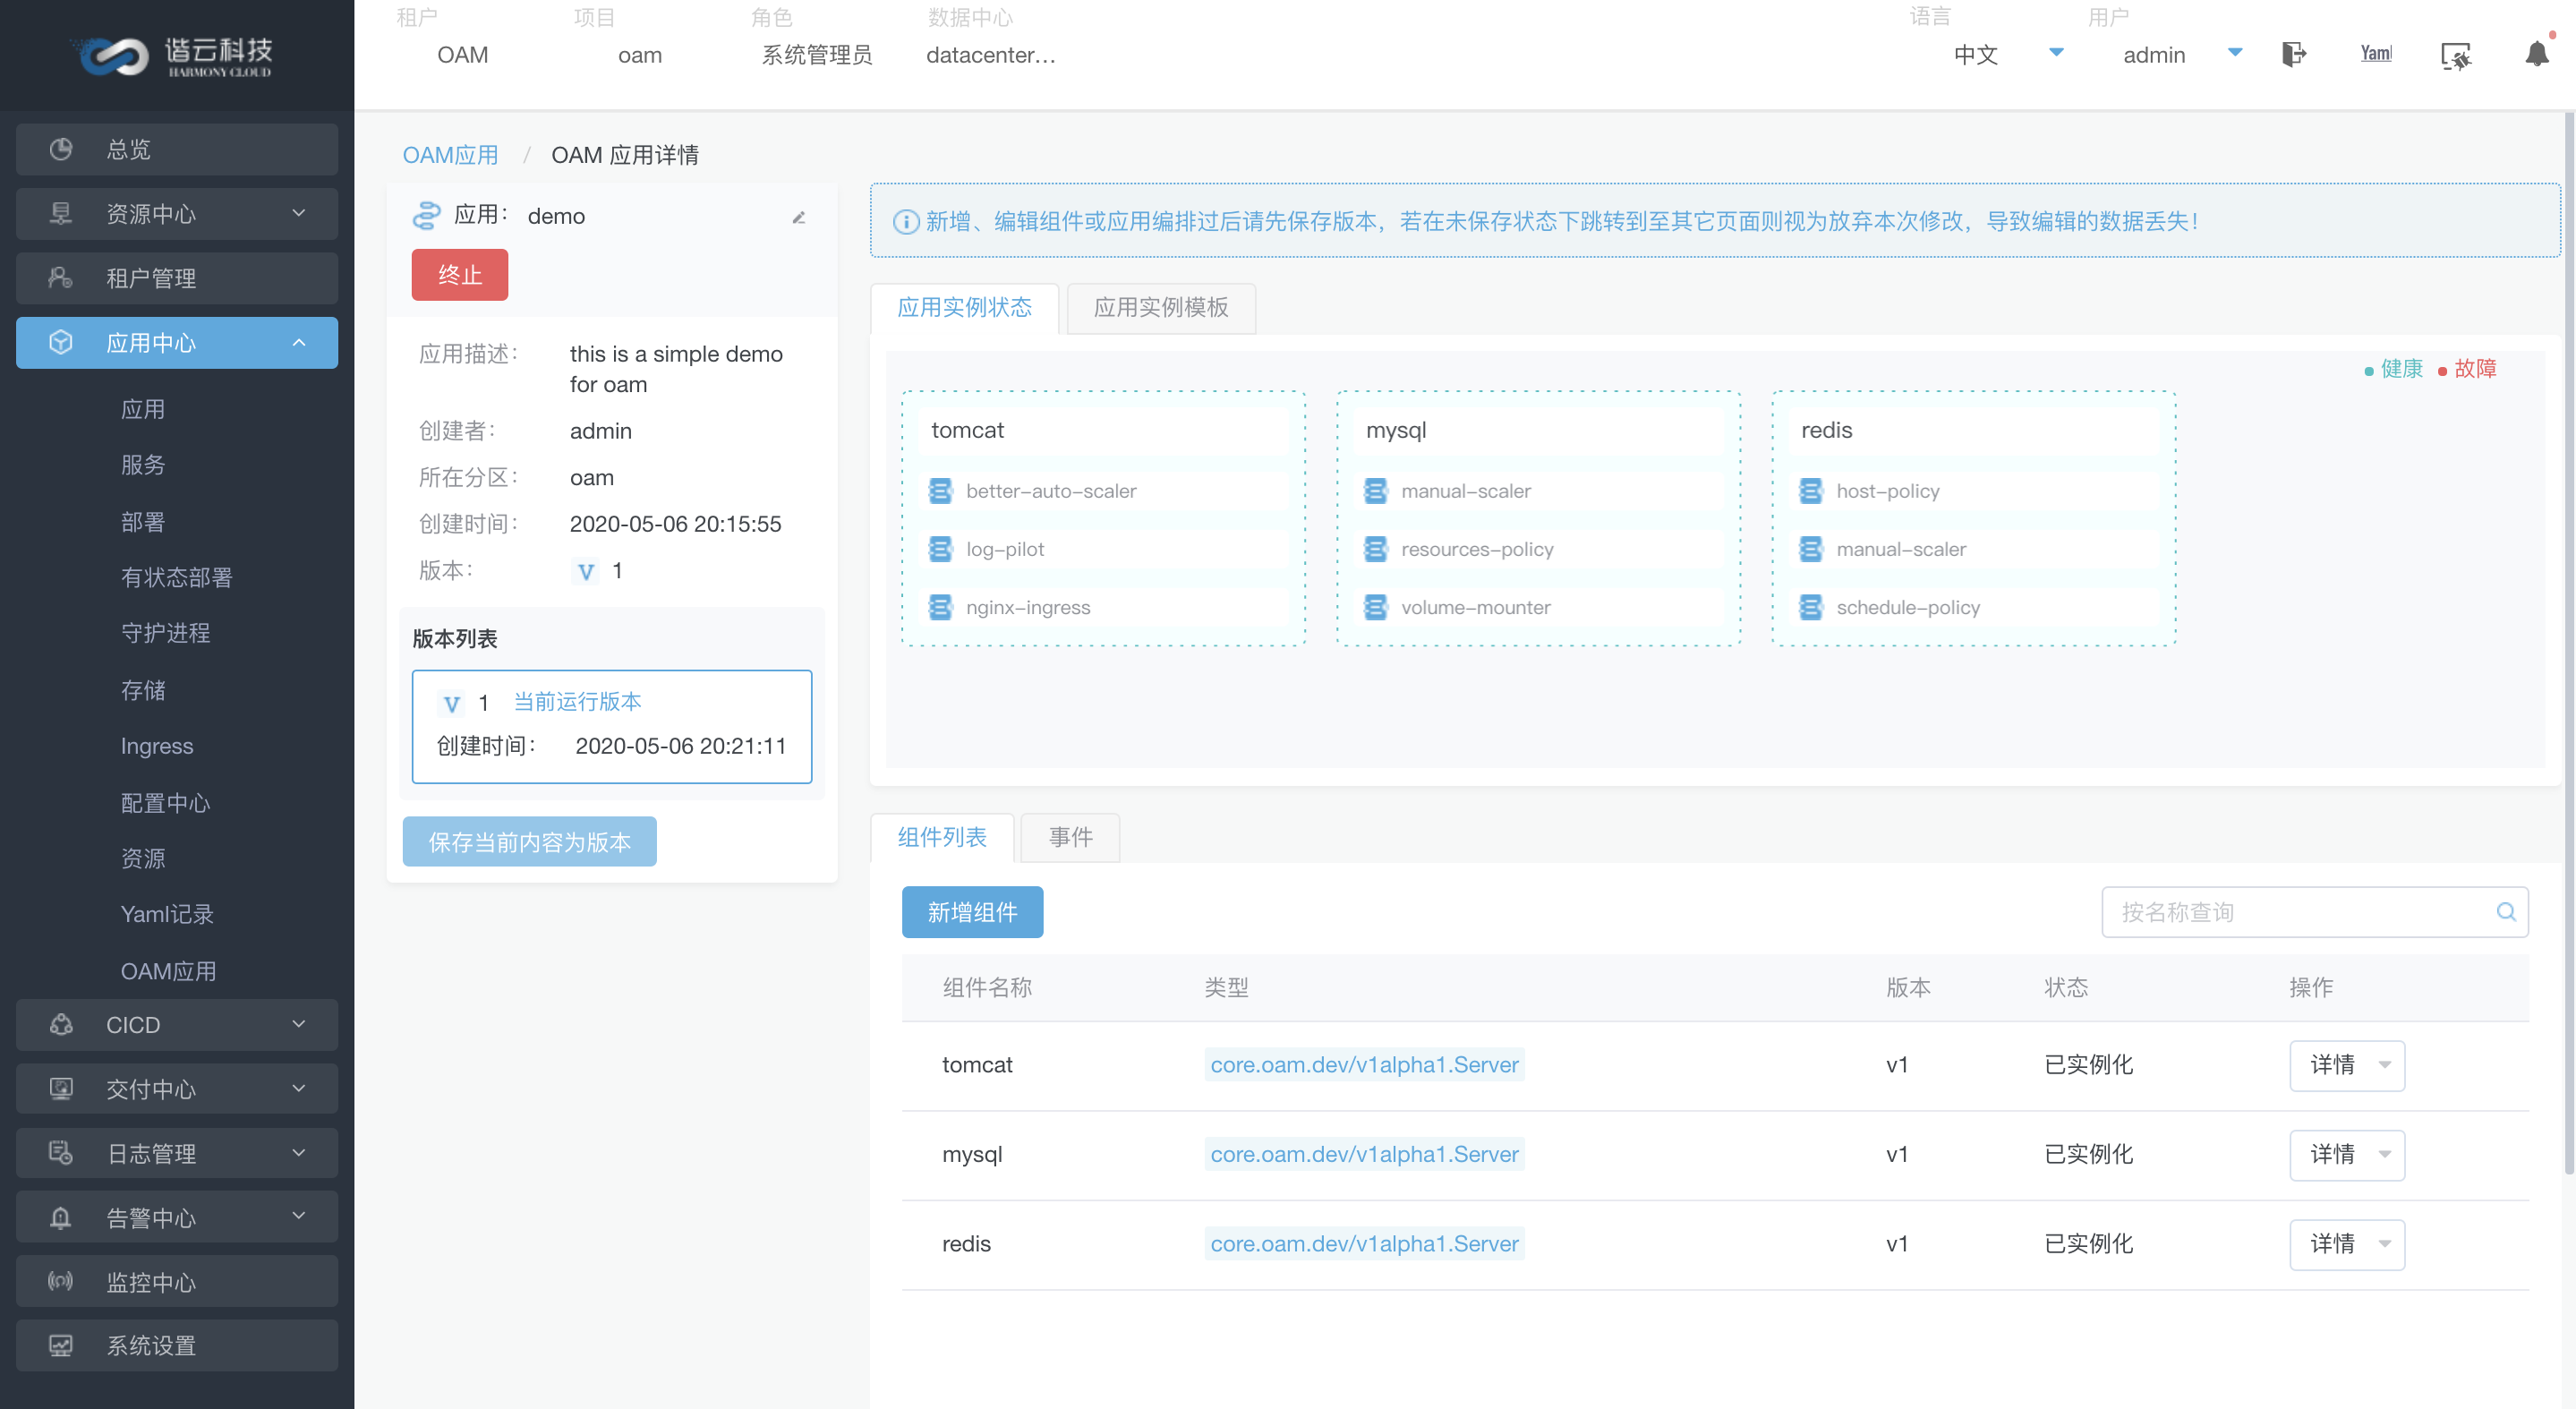 谐云科技
HARMONY CLOUD
总览
资源中心
租户管理
应用中心
应用
服务
部署
有状态部署
守护进程
存储
Ingress
配置中心
资源
Yaml记录
OAM应用
CICD
交付中心
日志管理
告警中心
监控中心
系统设置
租户 项目 角色 数据中心 语言 用户
OAM oam 系统管理员 datacenter... 中文 admin Yaml
OAM应用 / OAM 应用详情
应用: demo
终止
应用描述: this is a simple demo
for oam
创建者: admin
所在分区: oam
创建时间: 2020-05-06 20:15:55
版本: V 1
版本列表
V 1 当前运行版本
创建时间: 2020-05-06 20:21:11
保存当前内容为版本
新增、编辑组件或应用编排过后请先保存版本，若在未保存状态下跳转到至其它页面则视为放弃本次修改，导致编辑的数据丢失！
应用实例状态 应用实例模板
健康 故障
tomcat
better-auto-scaler
log-pilot
nginx-ingress
mysql
manual-scaler
resources-policy
volume-mounter
redis
host-policy
manual-scaler
schedule-policy
组件列表 事件
新增组件 按名称查询
组件名称 类型 版本 状态 操作
tomcat core.oam.dev/v1alpha1.Server v1 已实例化 详情
mysql core.oam.dev/v1alpha1.Server v1 已实例化 详情
redis core.oam.dev/v1alpha1.Server v1 已实例化 详情